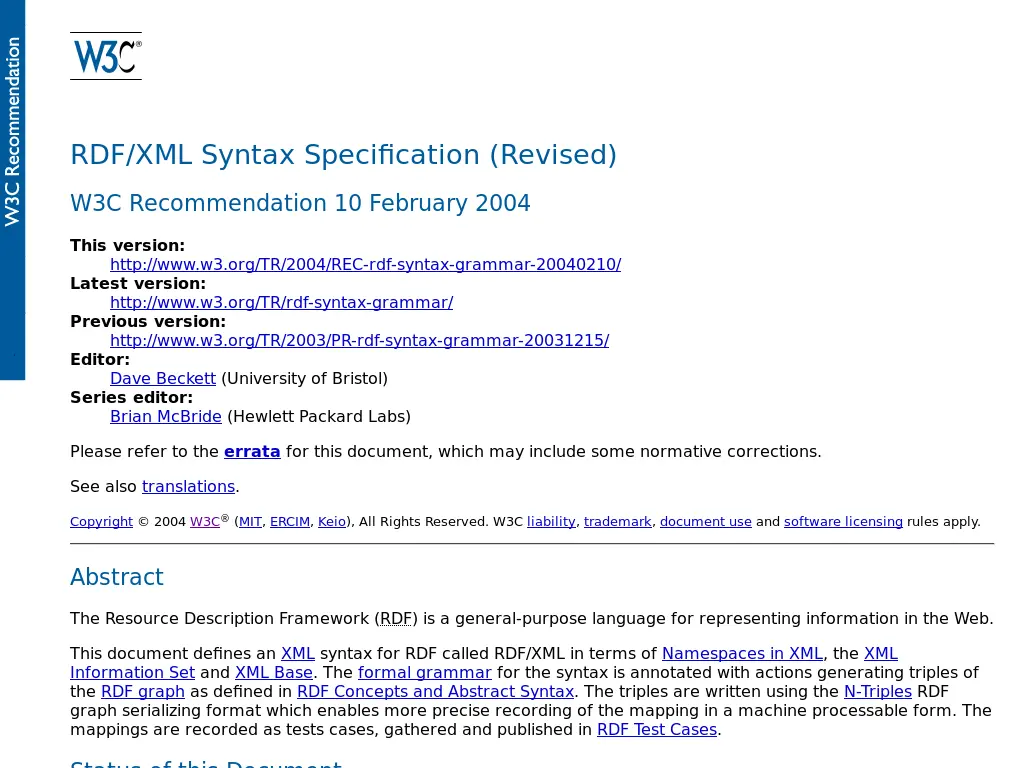 W3C Recommendation
W3C®
RDF/XML Syntax Specification (Revised)
W3C Recommendation 10 February 2004
This version:
http://www.w3.org/TR/2004/REC-rdf-syntax-grammar-20040210/
Latest version:
http://www.w3.org/TR/rdf-syntax-grammar/
Previous version:
http://www.w3.org/TR/2003/PR-rdf-syntax-grammar-20031215/
Editor:
Dave Beckett (University of Bristol)
Series editor:
Brian McBride (Hewlett Packard Labs)
Please refer to the errata for this document, which may include some normative corrections.
See also translations.
Copyright © 2004 W3C® (MIT, ERCIM, Keio), All Rights Reserved. W3C liability, trademark, document use and software licensing rules apply.
Abstract
The Resource Description Framework (RDF) is a general-purpose language for representing information in the Web.
This document defines an XML syntax for RDF called RDF/XML in terms of Namespaces in XML, the XML
Information Set and XML Base. The formal grammar for the syntax is annotated with actions generating triples of
the RDF graph as defined in RDF Concepts and Abstract Syntax. The triples are written using the N-Triples RDF
graph serializing format which enables more precise recording of the mapping in a machine processable form. The
mappings are recorded as tests cases, gathered and published in RDF Test Cases.
Status of this Document